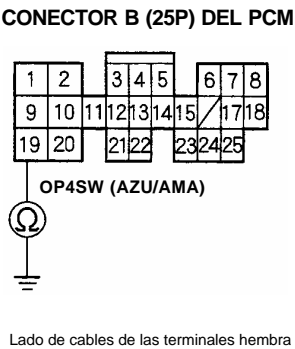 CONECTOR B (25P) DEL PCM
1 2 3 4 5 6 7 8
9 10 11 12 13 14 15 17 18
19 20 21 22 23 24 25
OP4SW (AZU/AMA)
Ω
Lado de cables de las terminales hembra